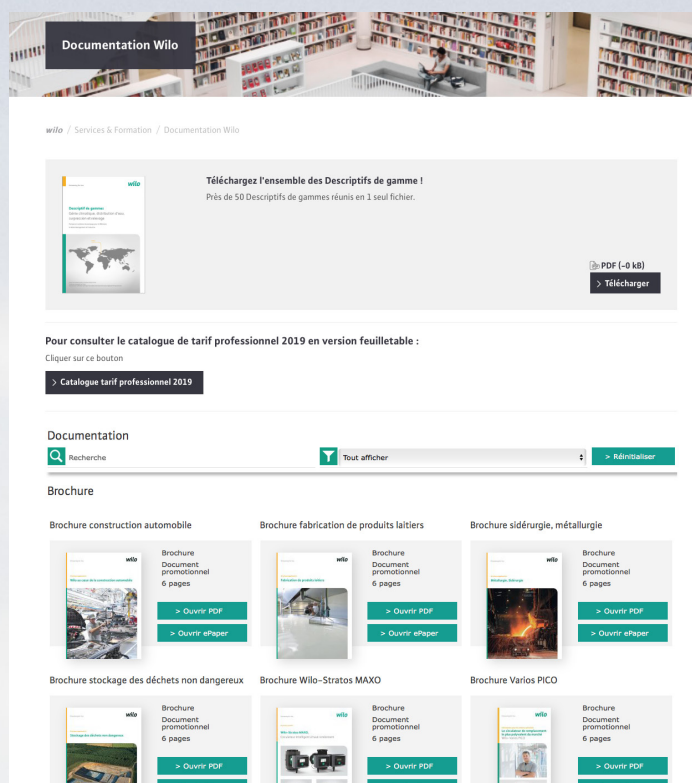 Documentation Wilo
wilo / Services & Formation / Documentation Wilo
wilo
Descriptif de gammes
Téléchargez l'ensemble des Descriptifs de gamme !
Près de 50 Descriptifs de gammes réunis en 1 seul fichier.
PDF (~0 kB)
> Télécharger
Pour consulter le catalogue de tarif professionnel 2019 en version feuilletable :
Cliquer sur ce bouton
> Catalogue tarif professionnel 2019
Documentation
Recherche
Tout afficher
> Réinitialiser
Brochure
Brochure construction automobile
wilo
Brochure
Document
promotionnel
6 pages
> Ouvrir PDF
> Ouvrir ePaper
Brochure fabrication de produits laitiers
wilo
Brochure
Document
promotionnel
6 pages
> Ouvrir PDF
> Ouvrir ePaper
Brochure sidérurgie, métallurgie
wilo
Brochure
Document
promotionnel
6 pages
> Ouvrir PDF
> Ouvrir ePaper
Brochure stockage des déchets non dangereux
wilo
Brochure
Document
promotionnel
6 pages
> Ouvrir PDF
Brochure Wilo-Stratos MAXO
wilo
Brochure
Document
promotionnel
6 pages
> Ouvrir PDF
Brochure Varios PICO
wilo
Brochure
Document
promotionnel
6 pages
> Ouvrir PDF